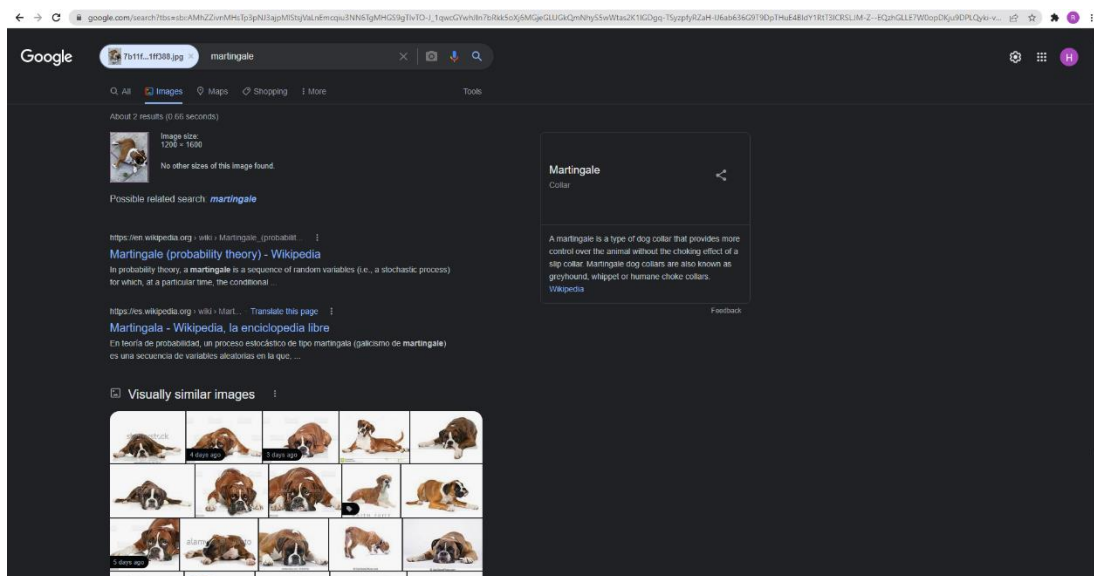 Google
7b11f...1ff388.jpg
martingale
All
Images
Maps
Shopping
More
Tools
About 2 results (0.66 seconds)
Image size:
1200 × 1600
No other sizes of this image found.
Possible related search: martingale
https://en.wikipedia.org › wiki › Martingale_(probabilit...
Martingale (probability theory) - Wikipedia
In probability theory, a martingale is a sequence of random variables (i.e., a stochastic process)
for which, at a particular time, the conditional ...
https://es.wikipedia.org › wiki › Mart... · Translate this page
Martingala - Wikipedia, la enciclopedia libre
En teoría de probabilidad, un proceso estocástico de tipo martingala (galicismo de martingale)
es una secuencia de variables aleatorias en la que, ...
Visually similar images
4 days ago
3 days ago
5 days ago
Martingale
Collar
A martingale is a type of dog collar that provides more
control over the animal without the choking effect of a
slip collar. Martingale dog collars are also known as
greyhound, whippet or humane choke collars.
Wikipedia
Feedback
H
R